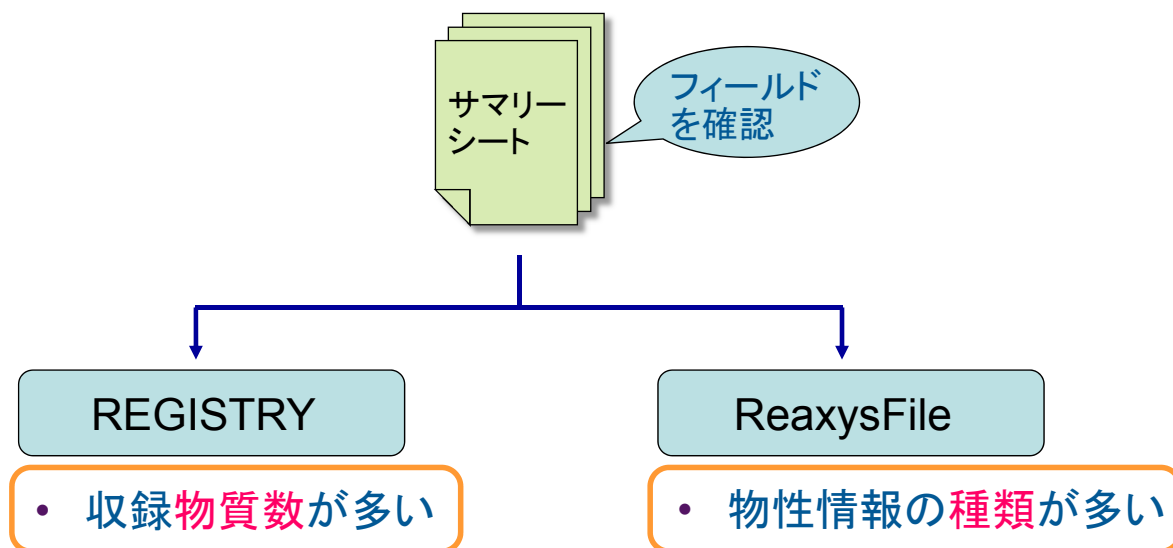 サマリー
シート
フィールド
を確認
REGISTRY
ReaxysFile
• 収録物質数が多い
• 物性情報の種類が多い